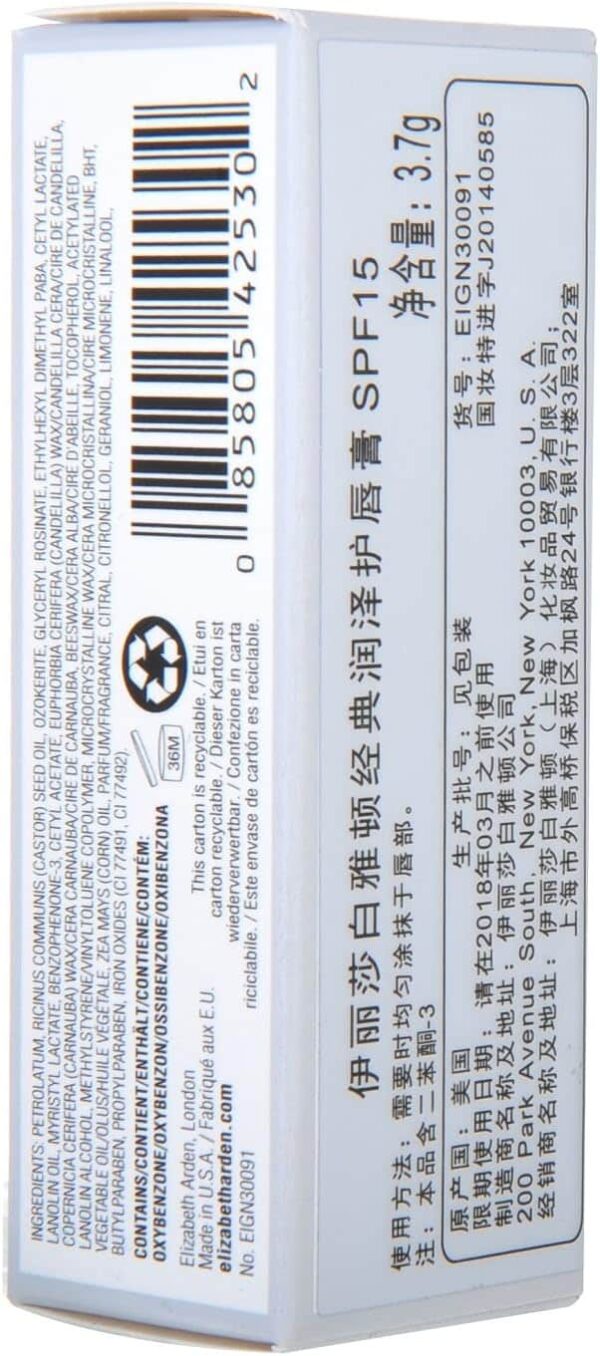 INGREDIENTS: PETROLATUM, RICINUS COMMUNIS (CASTOR) SEED OIL, OZOKERITE, GLYCERYL ROSINATE, ETHYLHEXYL DIMETHYL PABA, CETYL LACTATE,
LANOLIN OIL, MYRISTYL LACTATE, BENZOPHENONE-3, CETYL ACETATE, EUPHORBIA CERIFERA (CANDELILLA) WAX/CANDELILLA CERA/CIRE DE CANDELILLA,
COPERNICIA CERIFERA (CARNAUBA) WAX/CERA CARNAUBA/CIRE DE CARNAUBA, BEESWAX/CERA ALBA/CIRE D'ABEILLE, TOCOPHEROL, ACETYLATED
LANOLIN ALCOHOL, METHYLSTYRENE/VINYLTOLUENE COPOLYMER, MICROCRYSTALLINE WAX/CERA MICROCRISTALLINA/CIRE MICROCRISTALLINE, BHT,
VEGETABLE OIL/OLUS/HUILE VEGETALE, ZEA MAYS (CORN) OIL, PARFUM/FRAGRANCE, CITRAL, CITRONELLOL, GERANIOL, LIMONENE, LINALOOL,
BUTYLPARABEN, PROPYLPARABEN, IRON OXIDES (CI 77491, CI 77492).
CONTAINS/CONTIENT/ENTHÄLT/CONTIENE/CONTÉM:
OXYBENZONE/OXYBENZON/OSSIBENZONE/OXIBENZONA
36M
Elizabeth Arden, London
Made in U.S.A. / Fabriqué aux E.U.
elizabetharden.com
No. EIGN30091
This carton is recyclable. / Etui en
carton recyclable. / Dieser Karton ist
wiederverwertbar. / Confezione in carta
riciclabile. / Este envase de cartón es reciclable.
0 85805 42530 2
伊丽莎白雅顿经典润泽护唇膏SPF15
净含量：3.7g
使用方法：需要时均匀涂抹于唇部。
注：本品含二苯酮-3
货号：EIGN30091
国妆特进字J20140585
原产国：美国 生产批号：见包装
限期使用日期：请在2018年03月之前使用
制造商名称及地址：伊丽莎白雅顿公司
200 Park Avenue South, New York, New York 10003, U. S. A.
经销商名称及地址：伊丽莎白雅顿（上海）化妆品贸易有限公司；
上海市外高桥保税区加枫路24号银行楼3层322室